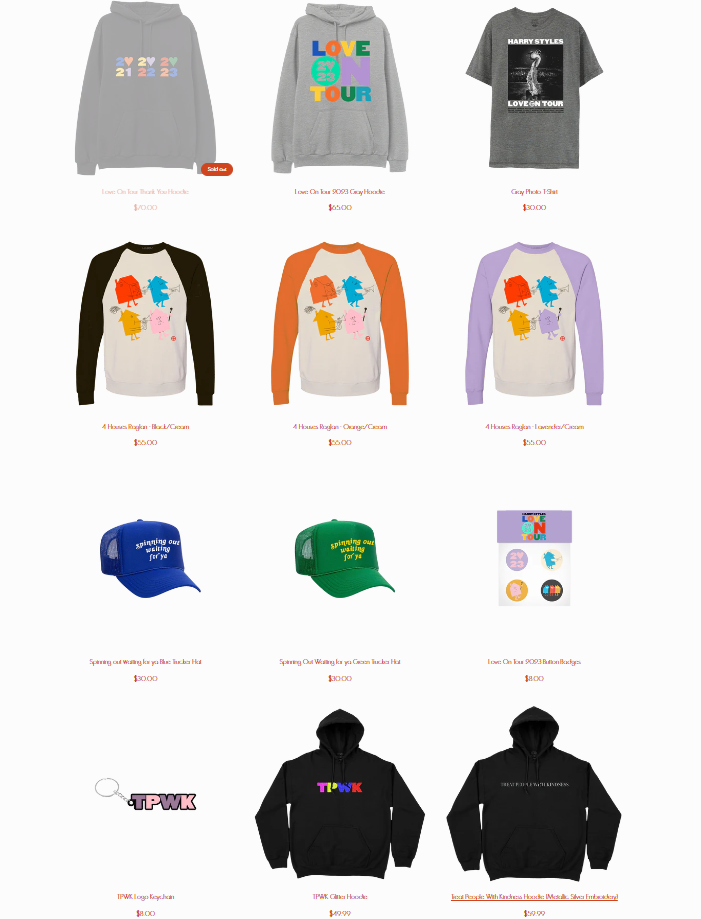 2♥ 2♥ 2♥
21 22 23
Sold out
Love On Tour Thank You Hoodie
$70.00
LOVE
ON
2♥
23
TOUR
Love On Tour 2023 Gray Hoodie
$65.00
HARRY STYLES
LOVE ON TOUR
Gray Photo T-Shirt
$30.00
4 Houses Raglan - Black/Cream
$55.00
4 Houses Raglan - Orange/Cream
$55.00
4 Houses Raglan - Lavender/Cream
$55.00
Spinning out
waiting
for ya
Spinning out waiting for ya Blue Trucker Hat
$30.00
Spinning out
waiting
for ya
Spinning Out Waiting for ya Green Trucker Hat
$30.00
HARRY STYLES
LOVE
ON
TOUR
2♥
23
Love On Tour 2023 Button Badges
$8.00
TPWK
TPWK Logo Keychain
$8.00
TPWK
TPWK Glitter Hoodie
$49.99
TREAT PEOPLE WITH KINDNESS
Treat People With Kindness Hoodie (Metallic Silver Embroidery)
$59.99